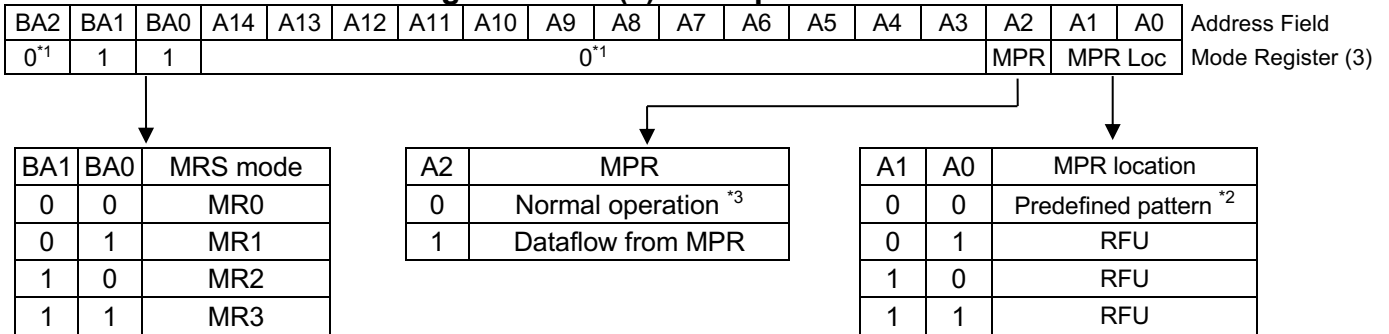 BA2 BA1 BA0 A14 A13 A12 A11 A10 A9 A8 A7 A6 A5 A4 A3 A2 A1 A0 Address Field
0*1 1 1 0*1 MPR MPR Loc Mode Register (3)
BA1 BA0 MRS mode
0 0 MR0
0 1 MR1
1 0 MR2
1 1 MR3
A2 MPR
0 Normal operation *3
1 Dataflow from MPR
A1 A0 MPR location
0 0 Predefined pattern *2
0 1 RFU
1 0 RFU
1 1 RFU